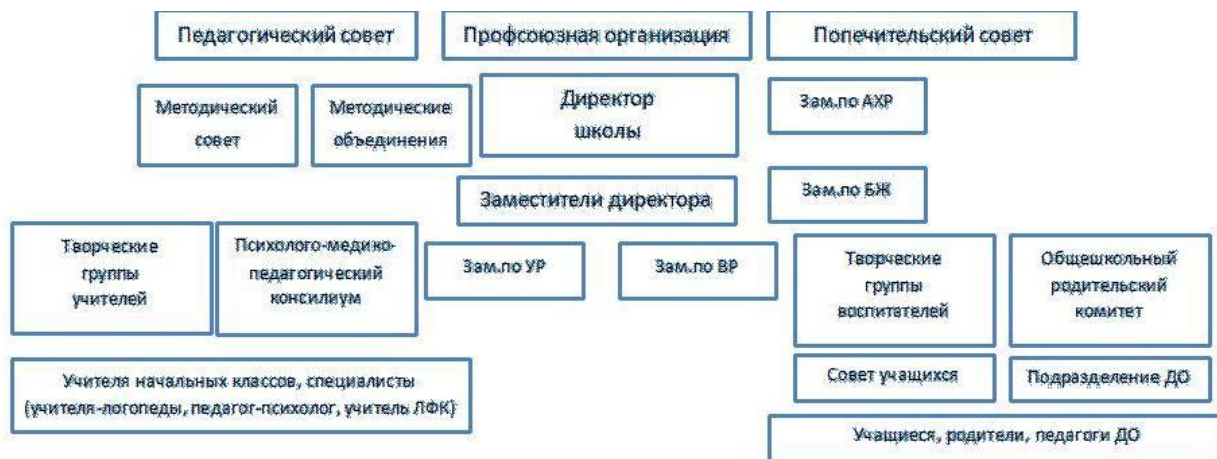 Педагогический совет
Профсоюзная организация
Попечительский совет
Методический
совет
Методические
объединения
Директор
школы
Зам.по АХР
Заместители директора
Зам.по БЖ
Творческие
группы
учителей
Психолого-медико-
педагогический
консилиум
Зам.по УР
Зам.по ВР
Творческие
группы
воспитателей
Общешкольный
родительский
комитет
Учителя начальных классов, специалисты
(учителя-логопеды, педагог-психолог, учитель ЛФК)
Совет учащихся
Подразделение ДО
Учащиеся, родители, педагоги ДО